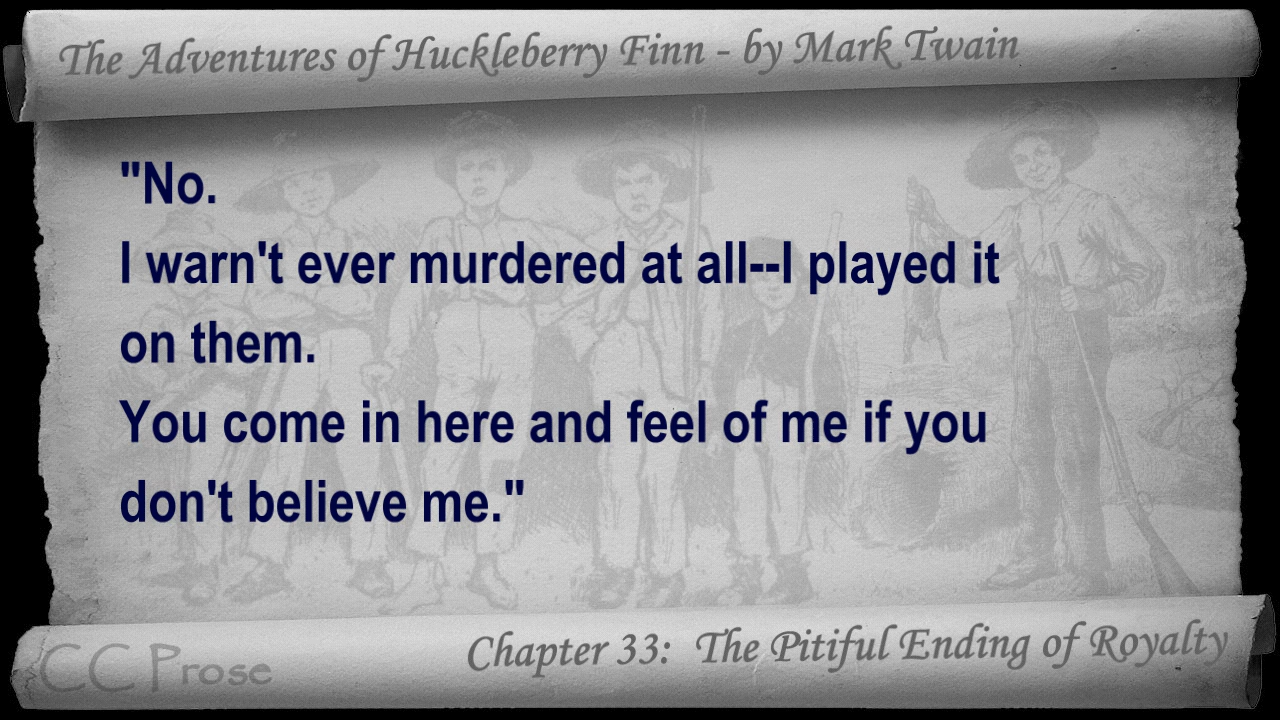 The Adventures of Huckleberry Finn - by Mark Twain
"No.
I warn't ever murdered at all--I played it
on them.
You come in here and feel of me if you
don't believe me."
Chapter 33: The Pitiful Ending of Royalty
CC Prose